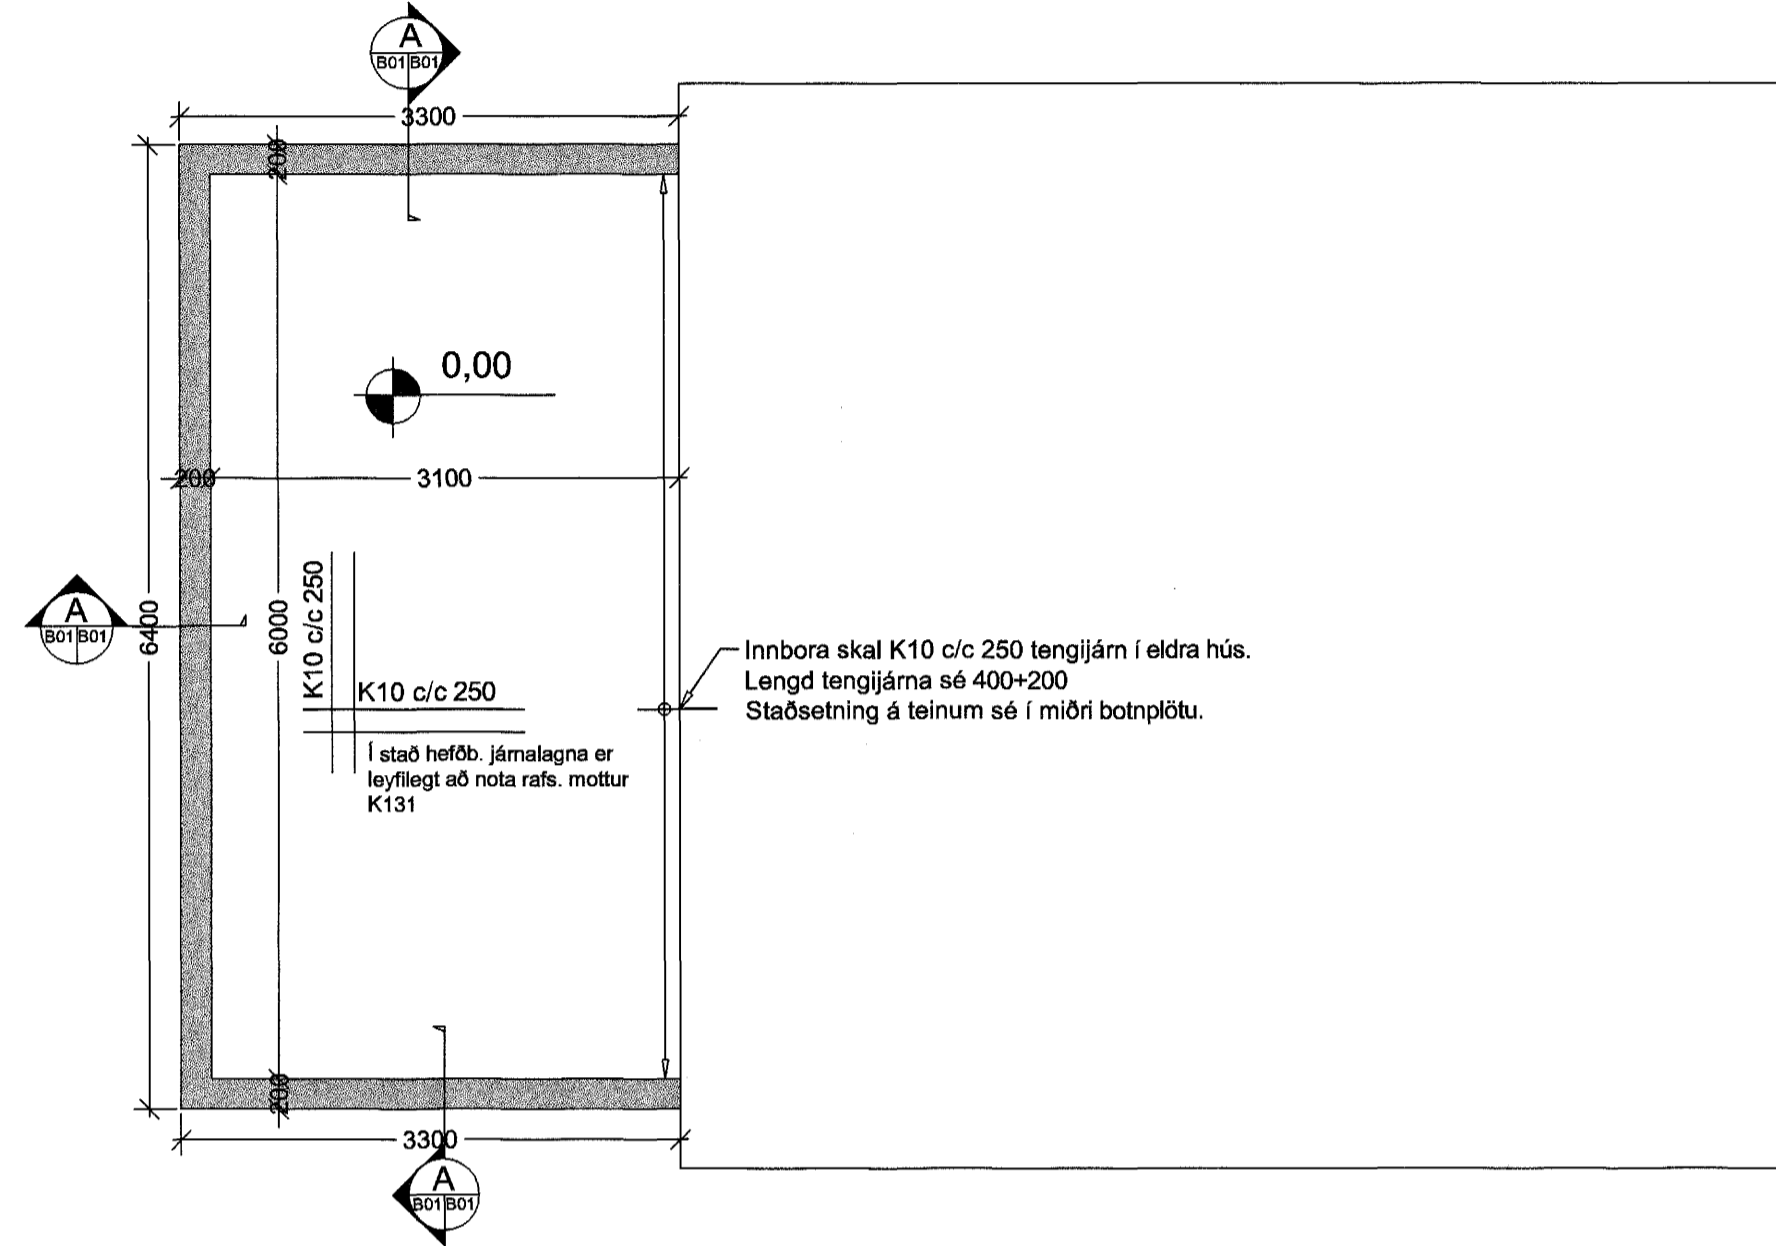 A
B01 B01
3300
200
0,00
200
3100
A
B01 B01
6400
6000
K10 c/c 250
K10 c/c 250
Í stað hefðb. járnalagna er
leyfilegt að nota rafs. mottur
K131
Innbora skal K10 c/c 250 tengijárn í eldra hús.
Lengd tengijárna sé 400+200
Staðsetning á teinum sé í miðri botnplötu.
200
3300
A
B01 B01